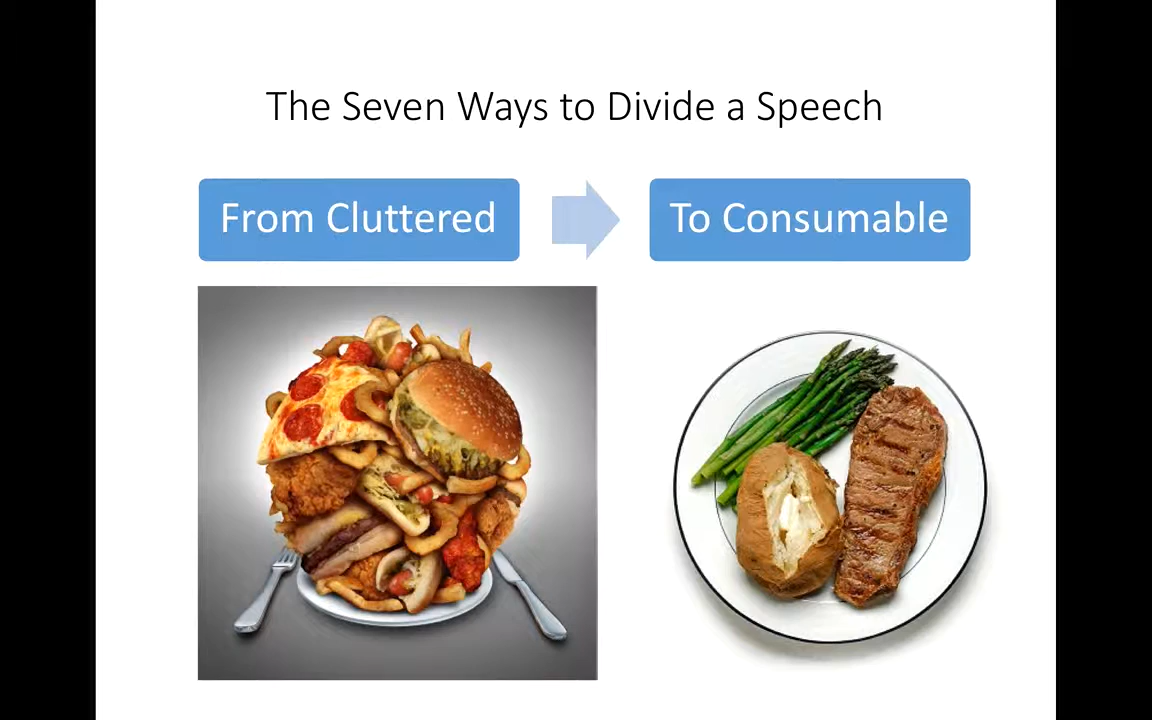 The Seven Ways to Divide a Speech
From Cluttered
To Consumable